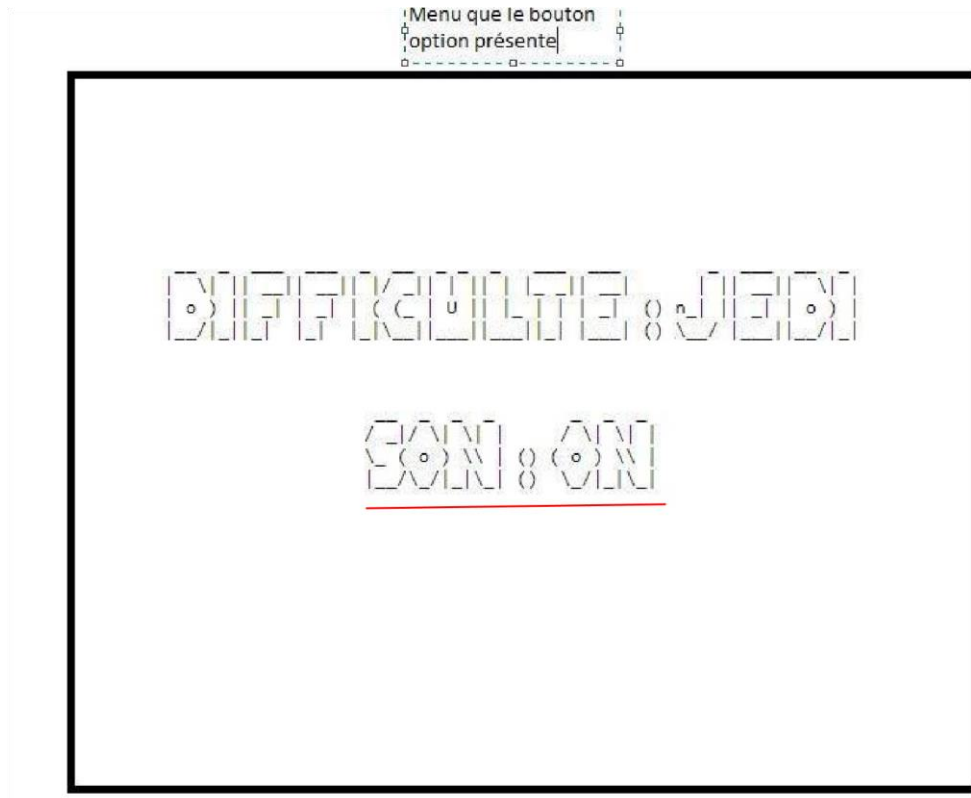 Menu que le bouton
option présente
DIFFICULTE : JEDI
SON : ON